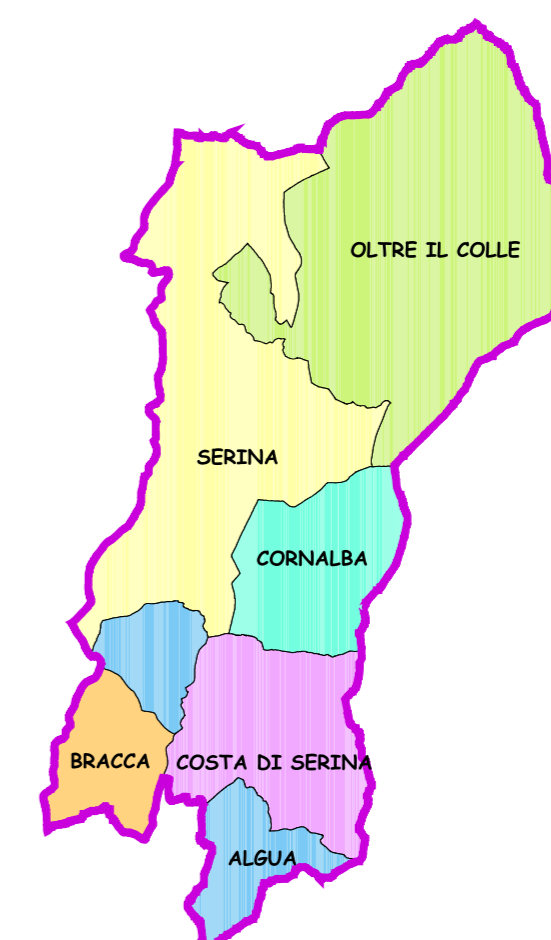 OLTRE IL COLLE
SERINA
CORNALBA
BRACCA
COSTA DI SERINA
ALGUA